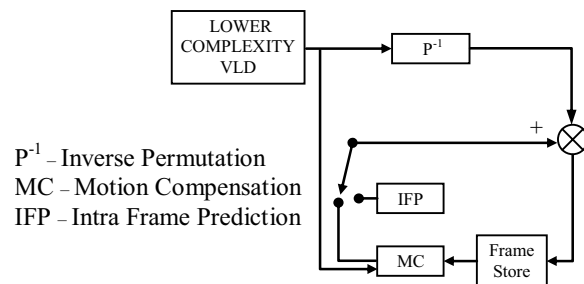 LOWER
COMPLEXITY
VLD
P⁻¹
+
P⁻¹ – Inverse Permutation
MC – Motion Compensation
IFP – Intra Frame Prediction
IFP
MC
Frame
Store